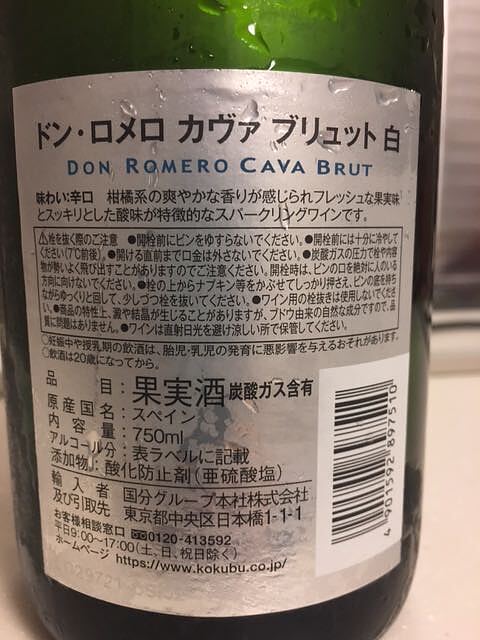 ドン・ロメロ カヴァ ブリュット 白
DON ROMERO CAVA BRUT
味わい:辛口 柑橘系の爽やかな香りが感じられフレッシュな果実味
とスッキリとした酸味が特徴的なスパークリングワインです。
⚠栓を抜く際のご注意 ●開栓前にビンをゆすらないでください。●開栓前には十分に冷やして
ください(7℃前後)。●開ける直前まで口金は外さないでください。●炭酸ガスの圧力で栓や内容
物が勢いよく飛び出すことがありますのでご注意ください。開栓時は、ビンの口を絶対に人のいる
方向に向けないでください。●栓の上からナプキン等をかぶせてしっかり押さえ、ビンの底を持ち
ながらゆっくりと回して、少しづつ栓を抜いてください。●ワイン用の栓抜きは使用しないでくだ
さい。●商品の特性上、澱や結晶が生じることがありますが、ブドウ由来の自然な成分ですので、品
質に問題はありません。●ワインは直射日光を避け涼しい所で保管してください。
○妊娠中や授乳期の飲酒は、胎児・乳児の発育に悪影響を与えるおそれがあります。
○飲酒は20歳になってから。
品目:果実酒 炭酸ガス含有
原産国名:スペイン
内容量:750ml
アルコール分:表ラベルに記載
添加物:酸化防止剤(亜硫酸塩)
輸入者 国分グループ本社株式会社
及び引取先 東京都中央区日本橋1-1-1
お客様相談窓口 0120-413592
平日9:00~17:00(土、日、祝日除く)
ホームページ https://www.kokubu.co.jp/
4 901592 897510